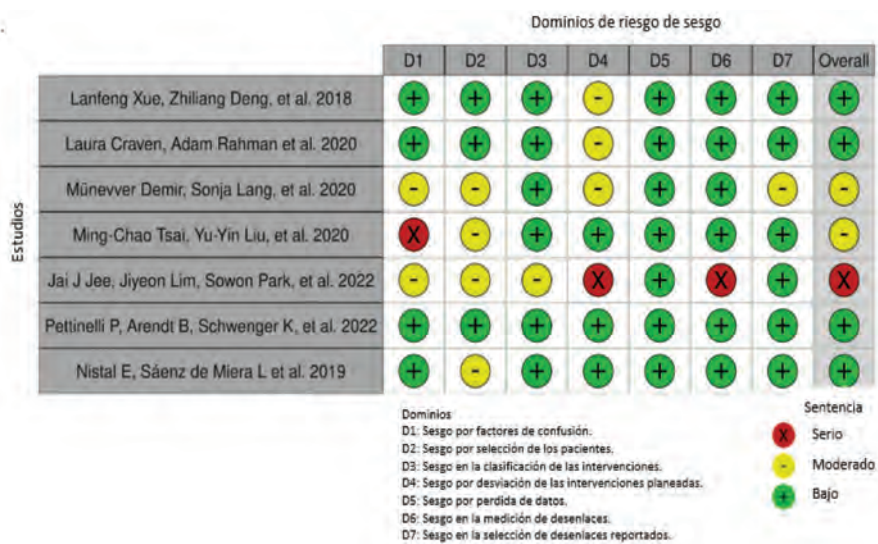 Dominios de riesgo de sesgo
D1 D2 D3 D4 D5 D6 D7 Overall
Estudios
Lanfeng Xue, Zhiliang Deng, et al. 2018 + + + - + + + +
Laura Craven, Adam Rahman et al. 2020 + + + - + + + +
Münevver Demir, Sonja Lang, et al. 2020 - - + - + + - -
Ming-Chao Tsai, Yu-Yin Liu, et al. 2020 X - + + + + + -
Jai J Jee, Jiyeon Lim, Sowon Park, et al. 2022 - - - X + X + X
Pettinelli P, Arendt B, Schwenger K, et al. 2022 + + + + + + + +
Nistal E, Sáenz de Miera L et al. 2019 + - + + + + + +
Dominios
D1: Sesgo por factores de confusión.
D2: Sesgo por selección de los pacientes.
D3: Sesgo en la clasificación de las intervenciones.
D4: Sesgo por desviación de las intervenciones planeadas.
D5: Sesgo por perdida de datos.
D6: Sesgo en la medición de desenlaces.
D7: Sesgo en la selección de desenlaces reportados.
Sentencia
X Serio
- Moderado
+ Bajo